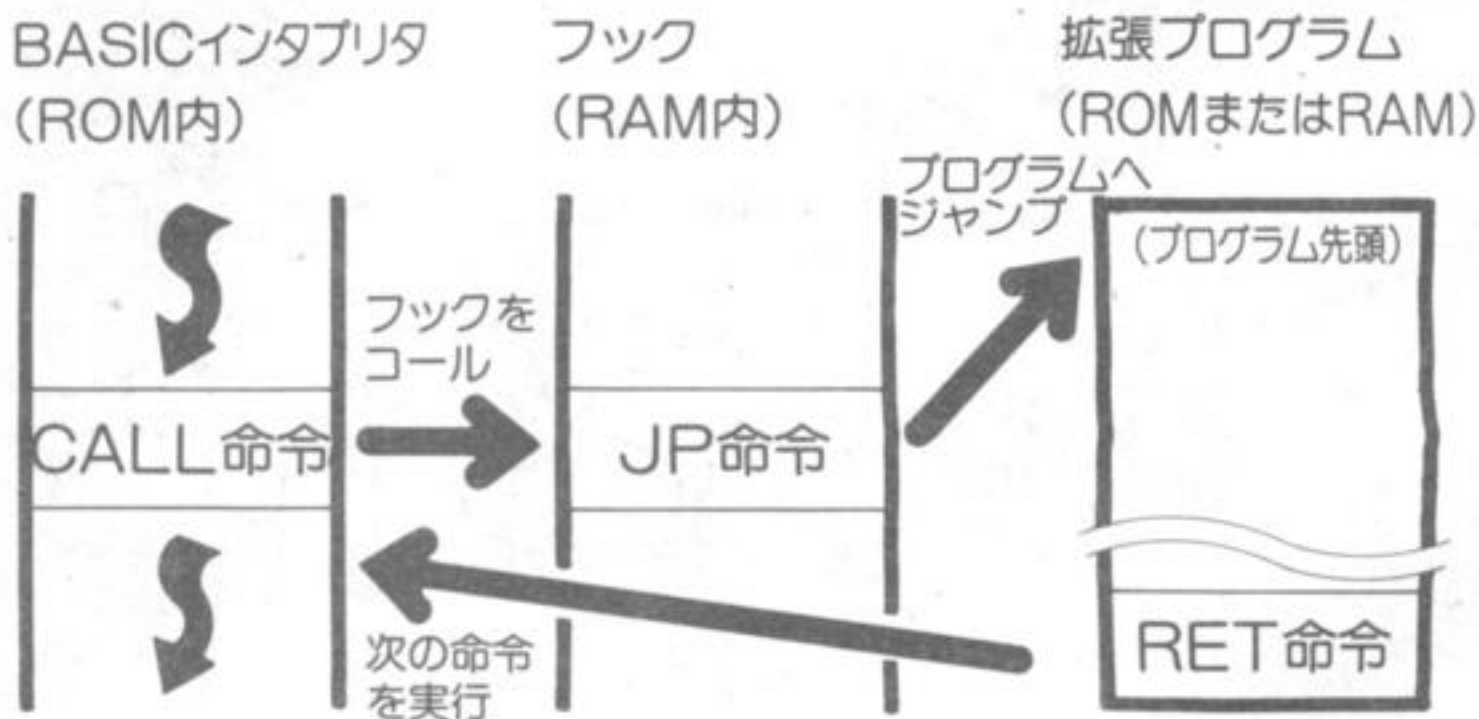 BASICインタプリタ
(ROM内)
フック
(RAM内)
拡張プログラム
(ROMまたはRAM)
フックを
コール
プログラムへ
ジャンプ
(プログラム先頭)
CALL命令
JP命令
次の命令
を実行
RET命令